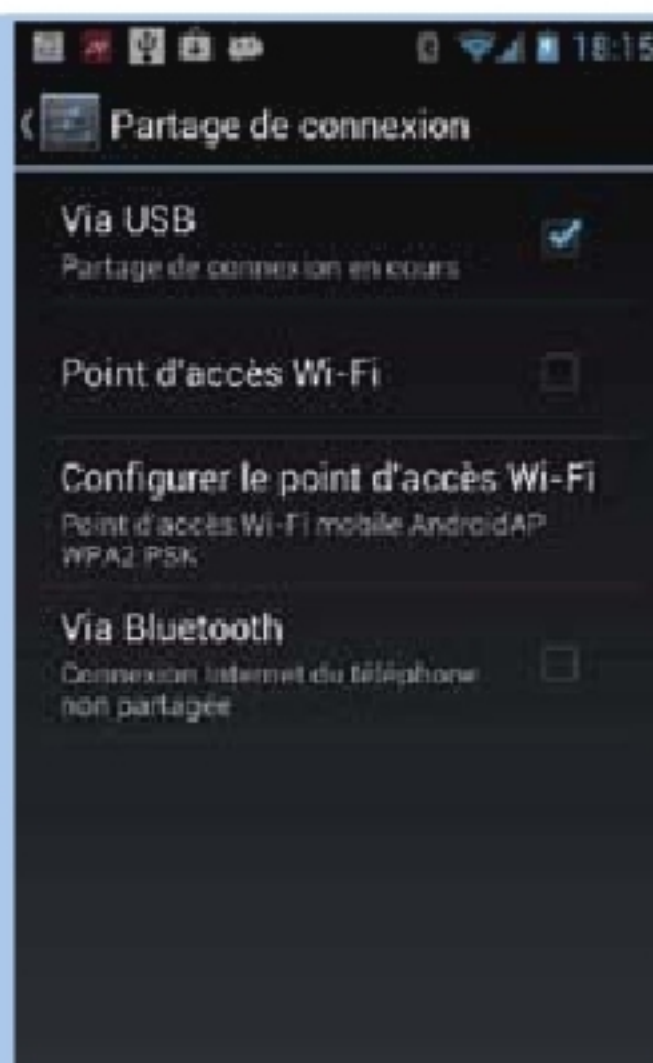 18:15
Partage de connexion
Via USB
Partage de connexion en cours
Point d'accès Wi-Fi
Configurer le point d'accès Wi-Fi
Point d'accès Wi-Fi mobile AndroidAP
WPA2 PSK
Via Bluetooth
Connexion Internet du téléphone
non partagée